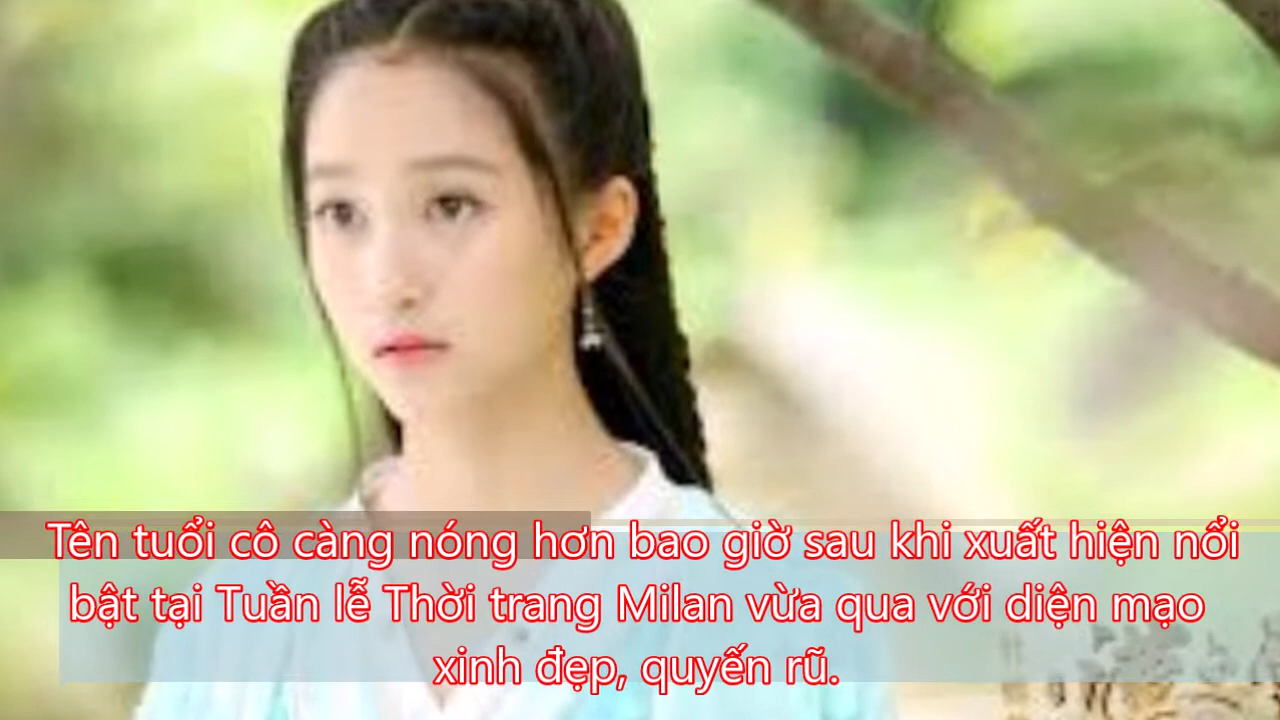 Tên tuổi cô càng nóng hơn bao giờ sau khi xuất hiện nổi
bật tại Tuần lễ Thời trang Milan vừa qua với diện mạo
xinh đẹp, quyến rũ.